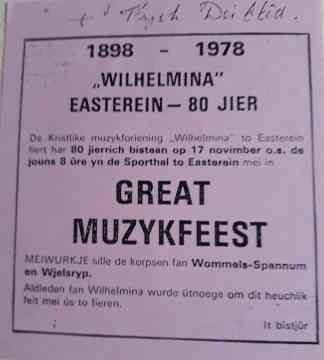 1898 - 1978
„WILHELMINA”
EASTEREIN — 80 JIER
De Kristlike muzykforiening „Wilhelmina” to Easterein
fiert har 80 jierrich bistean op 17 novimber o.s. de
jouns 8 ûre yn de Sporthal to Easterein mei in
GREAT
MUZYKFEEST
MEIWURKJE sille de korpsen fan Wommels-Spannum
en Wjelsryp.
Aldleden fan Wilhelmina wurde útnoege om dit heuchlik
feit mei ús to fieren.
It bistjûr